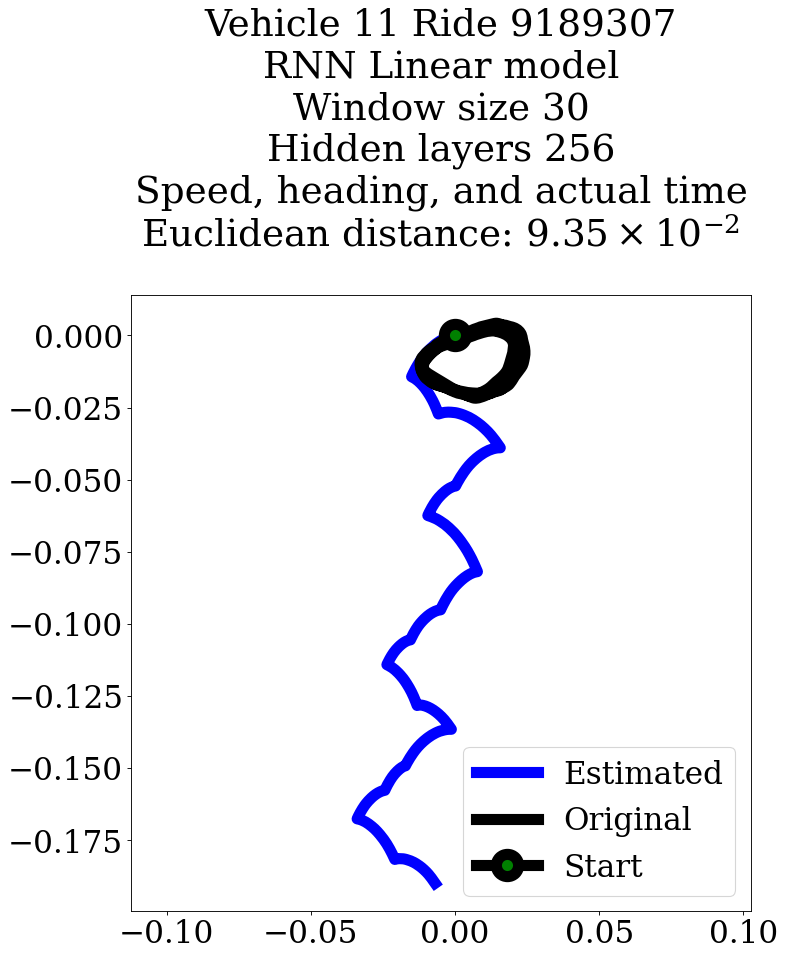 Vehicle 11 Ride 9189307
RNN Linear model
Window size 30
Hidden layers 256
Speed, heading, and actual time
Euclidean distance: 9.35 × 10⁻²
0.000
−0.025
−0.050
−0.075
−0.100
−0.125
−0.150
−0.175
Estimated
Original
Start
−0.10
−0.05
0.00
0.05
0.10